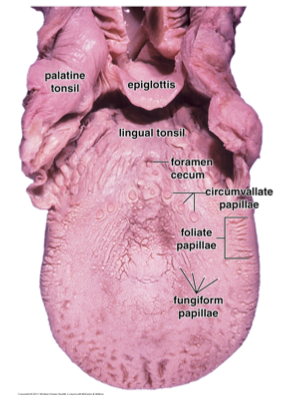 palatine
tonsil
epiglottis
lingual tonsil
foramen
cecum
circumvallate
papillae
foliate
papillae
fungiform
papillae